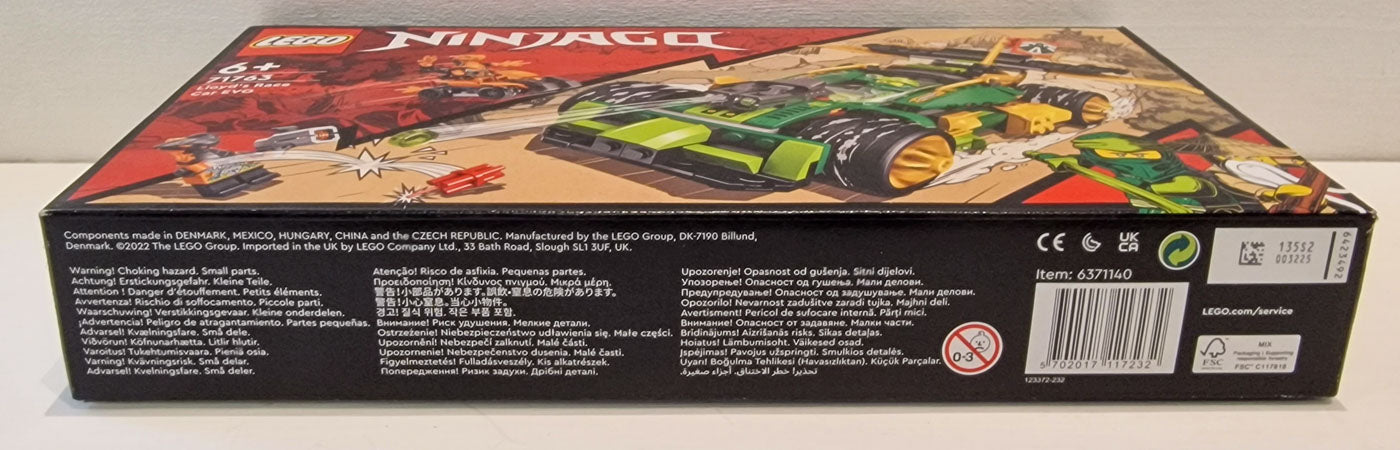 LEGO
NINJAGO
6+
71763
Lloyd's Race
Car EVO
Components made in DENMARK, MEXICO, HUNGARY, CHINA and the CZECH REPUBLIC. Manufactured by the LEGO Group, DK-7190 Billund,
Denmark. ©2022 The LEGO Group. Imported in the UK by LEGO Company Ltd., 33 Bath Road, Slough SL1 3UF, UK.
Warning! Choking hazard. Small parts.
Achtung! Erstickungsgefahr. Kleine Teile.
Attention ! Danger d'étouffement. Petits éléments.
Avvertenza! Rischio di soffocamento. Piccole parti.
Waarschuwing! Verstikkingsgevaar. Kleine onderdelen.
¡Advertencia! Peligro de atragantamiento. Partes pequeñas.
Advarsel! Kvælningsfare. Små dele.
Viðvörun! Köfnunarhætta. Litlir hlutir.
Varoitus! Tukehtumisvaara. Pieniä osia.
Varning! Kvävningsrisk. Små delar.
Advarsel! Kvelningsfare. Små deler.
Atenção! Risco de asfixia. Pequenas partes.
Προειδοποίηση! Κίνδυνος πνιγμού. Μικρά μέρη.
警告!小部品があります。誤飲・窒息の危険があります。
警告!小心窒息。当心小物件。
경고! 질식 위험. 작은 부품 포함.
Внимание! Риск удушения. Мелкие детали.
Ostrzeżenie! Niebezpieczeństwo udławienia się. Małe części.
Upozornění! Nebezpečí zalknutí. Malé části.
Upozornenie! Nebezpečenstvo dusenia. Malé časti.
Figyelmeztetés! Fulladásveszély. Kis alkatrészek.
Попередження! Ризик задухи. Дрібні деталі.
Upozorenje! Opasnost od gušenja. Sitni dijelovi.
Упозорење! Опасност од гушења. Мали делови.
Предупредување! Опасност од задушување. Мали делови.
Opozorilo! Nevarnost zadušitve zaradi tujka. Majhni deli.
Avertisment! Pericol de sufocare internă. Părți mici.
Внимание! Опасност от задавяне. Малки части.
Brīdinājums! Aizrīšanās risks. Sīkas detaļas.
Hoiatus! Lämbumisoht. Väikesed osad.
Įspėjimas! Pavojus užspringti. Smulkios detalės.
Uyarı! Boğulma Tehlikesi (Havasızlıktan). Küçük Parçalar.
تحذير! خطر الاختناق. أجزاء صغيرة.
0-3
CE
UK
CA
Item: 6371140
5 702017 117232
123372-232
135S2
003225
6423492
LEGO.com/service
FSC
MIX
Packaging | Supporting
responsible forestry
FSC® C117818